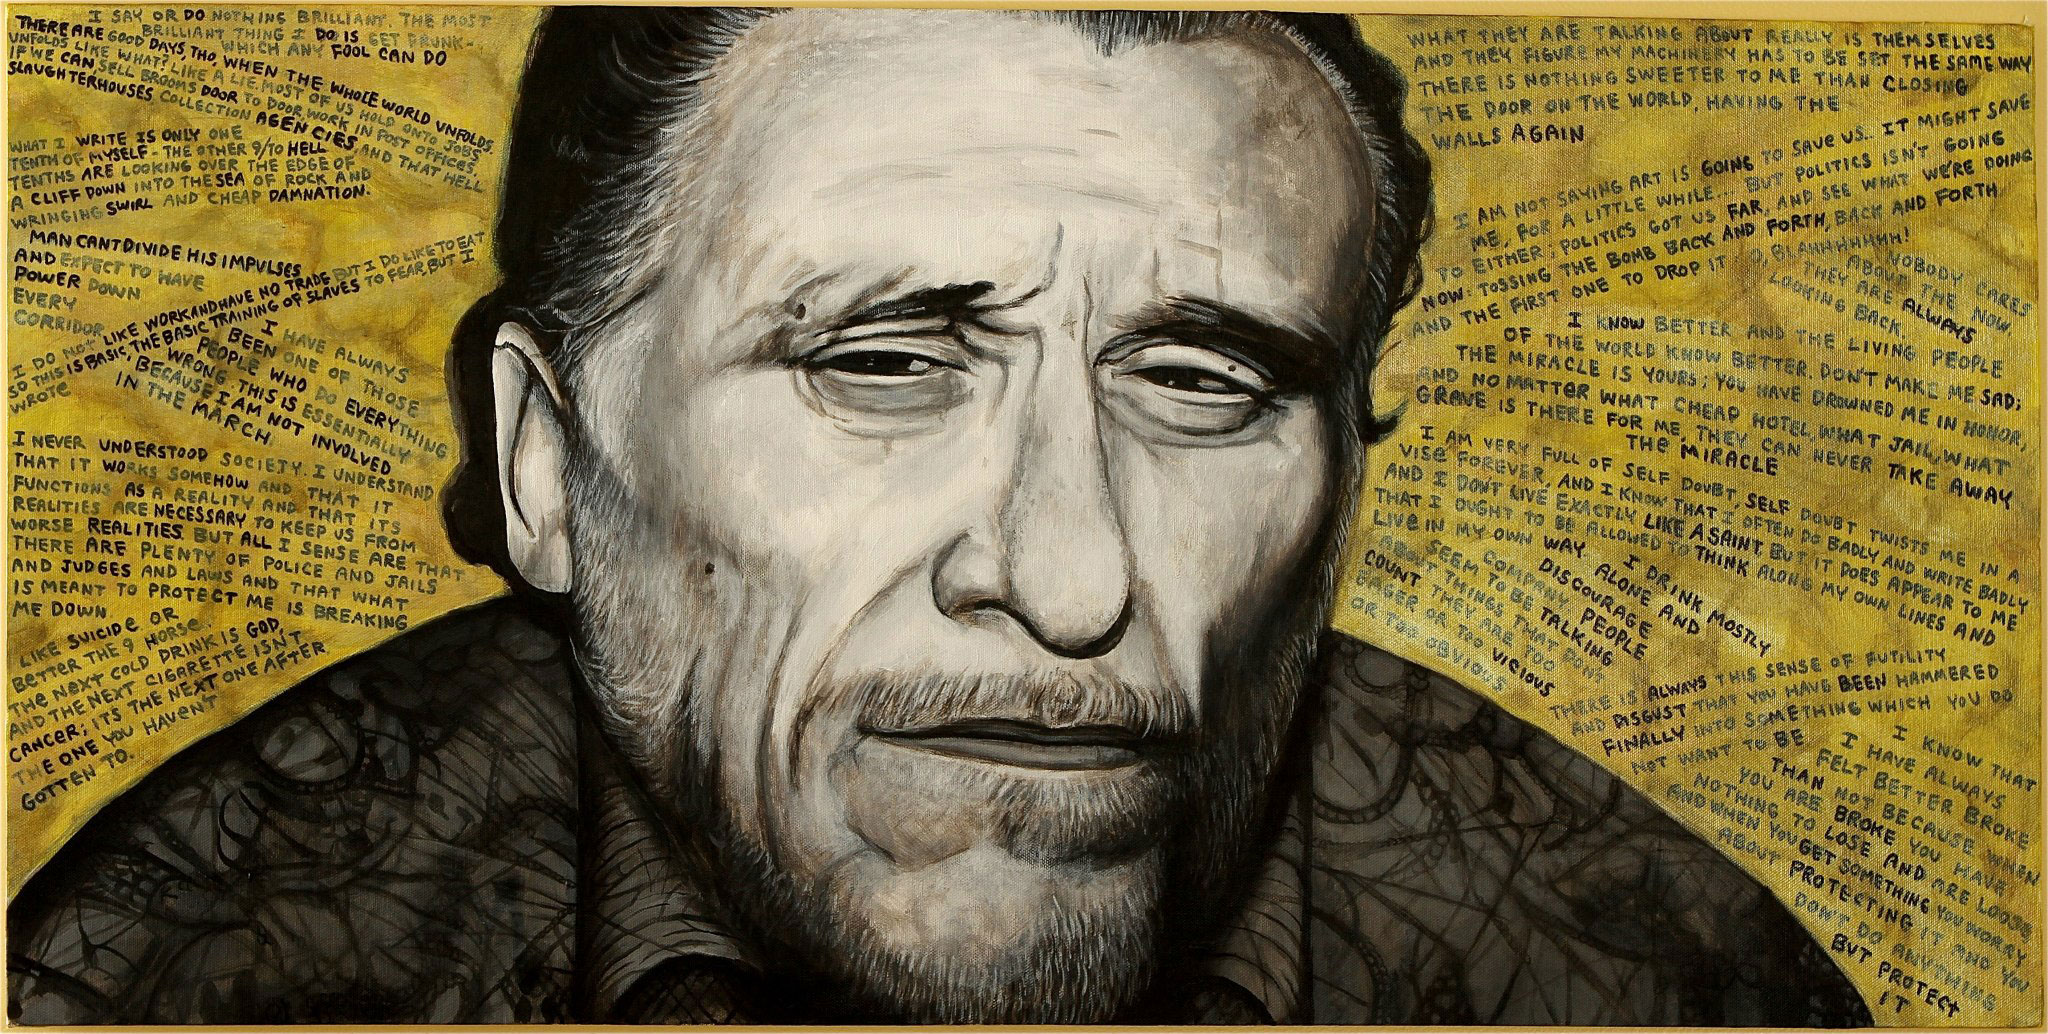 I SAY OR DO NOTHING BRILLIANT. THE MOST
BRILLIANT THING I DO IS GET DRUNK-
WHICH ANY FOOL CAN DO
THERE ARE GOOD DAYS, THO, WHEN THE WHOLE WORLD UNFOLDS
UNFOLDS LIKE WHAT? LIKE A LIE. MOST OF US HOLD ONTO JOBS
IF WE CAN SELL BROOMS DOOR TO DOOR, WORK IN POST OFFICES,
SLAUGHTERHOUSES COLLECTION AGENCIES AND THAT HELL
WHAT I WRITE IS ONLY ONE
TENTH OF MYSELF - THE OTHER 9/10 HELL
TENTHS ARE LOOKING OVER THE EDGE OF
A CLIFF DOWN INTO THE SEA OF ROCK AND
WRINGING SWIRL AND CHEAP DAMNATION.
MAN CANT DIVIDE HIS IMPULSES
AND EXPECT TO HAVE
POWER DOWN
EVERY
CORRIDOR
I DO NOT LIKE WORK AND HAVE NO TRADE BUT I DO LIKE TO EAT
SO THIS IS BASIC, THE BASIC TRAINING OF SLAVES TO FEAR, BUT I
WROTE
I HAVE ALWAYS
BEEN ONE OF THOSE
PEOPLE WHO DO EVERYTHING
WRONG. THIS IS ESSENTIALLY
BECAUSE I AM NOT INVOLVED
IN THE MARCH
I NEVER UNDERSTOOD SOCIETY. I UNDERSTAND
THAT IT WORKS SOMEHOW AND THAT IT
FUNCTIONS AS A REALITY AND THAT ITS
REALITIES ARE NECESSARY TO KEEP US FROM
WORSE REALITIES. BUT ALL I SENSE ARE THAT
THERE ARE PLENTY OF POLICE AND JAILS
AND JUDGES AND LAWS AND THAT WHAT
IS MEANT TO PROTECT ME IS BREAKING
ME DOWN
LIKE SUICIDE OR
BETTER THE 9 HORSE..
THE NEXT COLD DRINK IS GOD,
AND THE NEXT CIGARETTE ISN'T
CANCER; ITS THE NEXT ONE AFTER
THE ONE YOU HAVEN'T
GOTTEN TO.
WHAT THEY ARE TALKING ABOUT REALLY IS THEMSELVES
AND THEY FIGURE MY MACHINERY HAS TO BE SET THE SAME WAY
THERE IS NOTHING SWEETER TO ME THAN CLOSING
THE DOOR ON THE WORLD, HAVING THE
WALLS AGAIN
I AM NOT SAYING ART IS GOING TO SAVE US.. IT MIGHT SAVE
ME, FOR A LITTLE WHILE... BUT POLITICS ISN'T GOING
TO EITHER; POLITICS GOT US FAR, AND SEE WHAT WE'RE DOING
NOW: TOSSING THE BOMB BACK AND FORTH, BACK AND FORTH
AND THE FIRST ONE TO DROP IT O, BLAHHHHHHH!
NOBODY CARES
ABOUT THE NOW,
THEY ARE ALWAYS
LOOKING BACK
I KNOW BETTER AND THE LIVING PEOPLE
OF THE WORLD KNOW BETTER. DON'T MAKE ME SAD;
THE MIRACLE IS YOURS; YOU HAVE DROWNED ME IN HONOR,
AND NO MATTER WHAT CHEAP HOTEL, WHAT JAIL, WHAT
GRAVE IS THERE FOR ME, THEY CAN NEVER TAKE AWAY
THE MIRACLE
I AM VERY FULL OF SELF DOUBT, SELF DOUBT TWISTS ME IN A
VISE FOREVER, AND I KNOW THAT I OFTEN DO BADLY AND WRITE BADLY
AND I DON'T LIVE EXACTLY LIKE A SAINT BUT IT DOES APPEAR TO ME
THAT I OUGHT TO BE ALLOWED TO THINK ALONG MY OWN LINES AND
LIVE IN MY OWN WAY.
I DRINK MOSTLY
ALONE AND
DISCOURAGE
COMPANY. PEOPLE
SEEM TO BE TALKING
ABOUT THINGS THAT DON'T
COUNT THEY ARE TOO
EAGER OR TOO VICIOUS
OR TOO OBVIOUS
THERE IS ALWAYS THIS SENSE OF FUTILITY
AND DISGUST THAT YOU HAVE BEEN HAMMERED
FINALLY INTO SOMETHING WHICH YOU DO
NOT WANT TO BE
I KNOW THAT
I HAVE ALWAYS
FELT BETTER BROKE
THAN NOT BECAUSE WHEN
YOU ARE BROKE YOU HAVE
NOTHING TO LOSE AND ARE LOOSE
AND WHEN YOU GET SOMETHING YOU WORRY
ABOUT PROTECTING IT AND YOU
DON'T DO ANYTHING
BUT PROTECT
IT